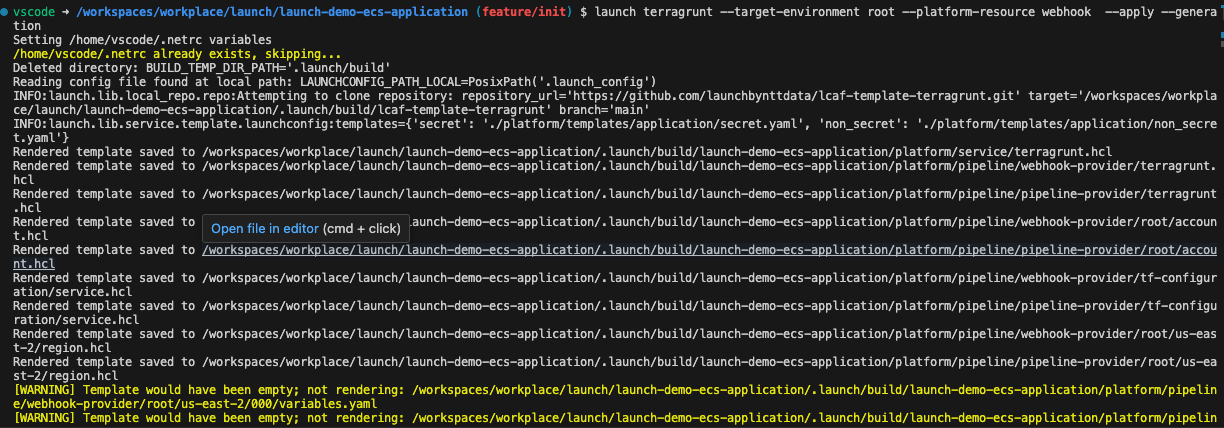 vscode → /workspaces/workplace/launch/launch-demo-ecs-application (feature/init) $ launch terragrunt --target-environment root --platform-resource webhook  --apply --genera
tion
Setting /home/vscode/.netrc variables
/home/vscode/.netrc already exists, skipping...
Deleted directory: BUILD_TEMP_DIR_PATH='.launch/build'
Reading config file found at local path: LAUNCHCONFIG_PATH_LOCAL=PosixPath('.launch_config')
INFO:launch.lib.local_repo.repo:Attempting to clone repository: repository_url='https://github.com/launchbynttdata/lcaf-template-terragrunt.git' target='/workspaces/workpla
ce/launch/launch-demo-ecs-application/.launch/build/lcaf-template-terragrunt' branch='main'
INFO:launch.lib.service.template.launchconfig:templates={'secret': './platform/templates/application/secret.yaml', 'non_secret': './platform/templates/application/non_secre
t.yaml'}
Rendered template saved to /workspaces/workplace/launch/launch-demo-ecs-application/.launch/build/launch-demo-ecs-application/platform/service/terragrunt.hcl
Rendered template saved to /workspaces/workplace/launch/launch-demo-ecs-application/.launch/build/launch-demo-ecs-application/platform/pipeline/webhook-provider/terragrunt.
hcl
Rendered template saved to /workspaces/workplace/launch/launch-demo-ecs-application/.launch/build/launch-demo-ecs-application/platform/pipeline/pipeline-provider/terragrunt
.hcl
Rendered template saved to
Open file in editor (cmd + click)
aunch-demo-ecs-application/.launch/build/launch-demo-ecs-application/platform/pipeline/webhook-provider/root/accoun
t.hcl
Rendered template saved to /workspaces/workplace/launch/launch-demo-ecs-application/.launch/build/launch-demo-ecs-application/platform/pipeline/pipeline-provider/root/accou
nt.hcl
Rendered template saved to /workspaces/workplace/launch/launch-demo-ecs-application/.launch/build/launch-demo-ecs-application/platform/pipeline/webhook-provider/tf-configur
ation/service.hcl
Rendered template saved to /workspaces/workplace/launch/launch-demo-ecs-application/.launch/build/launch-demo-ecs-application/platform/pipeline/pipeline-provider/tf-configu
ration/service.hcl
Rendered template saved to /workspaces/workplace/launch/launch-demo-ecs-application/.launch/build/launch-demo-ecs-application/platform/pipeline/webhook-provider/root/us-eas
t-2/region.hcl
Rendered template saved to /workspaces/workplace/launch/launch-demo-ecs-application/.launch/build/launch-demo-ecs-application/platform/pipeline/pipeline-provider/root/us-ea
st-2/region.hcl
[WARNING] Template would have been empty; not rendering: /workspaces/workplace/launch/launch-demo-ecs-application/.launch/build/launch-demo-ecs-application/platform/pipelin
e/webhook-provider/root/us-east-2/000/variables.yaml
[WARNING] Template would have been empty; not rendering: /workspaces/workplace/launch/launch-demo-ecs-application/.launch/build/launch-demo-ecs-application/platform/pipelin